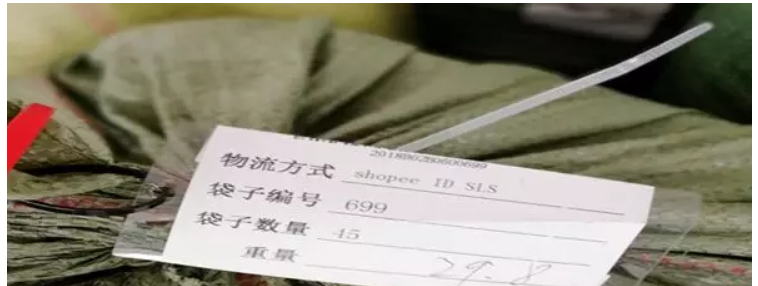 物流方式 shopee ID SLS
袋子编号 699
袋子数量 45
重量 29.8